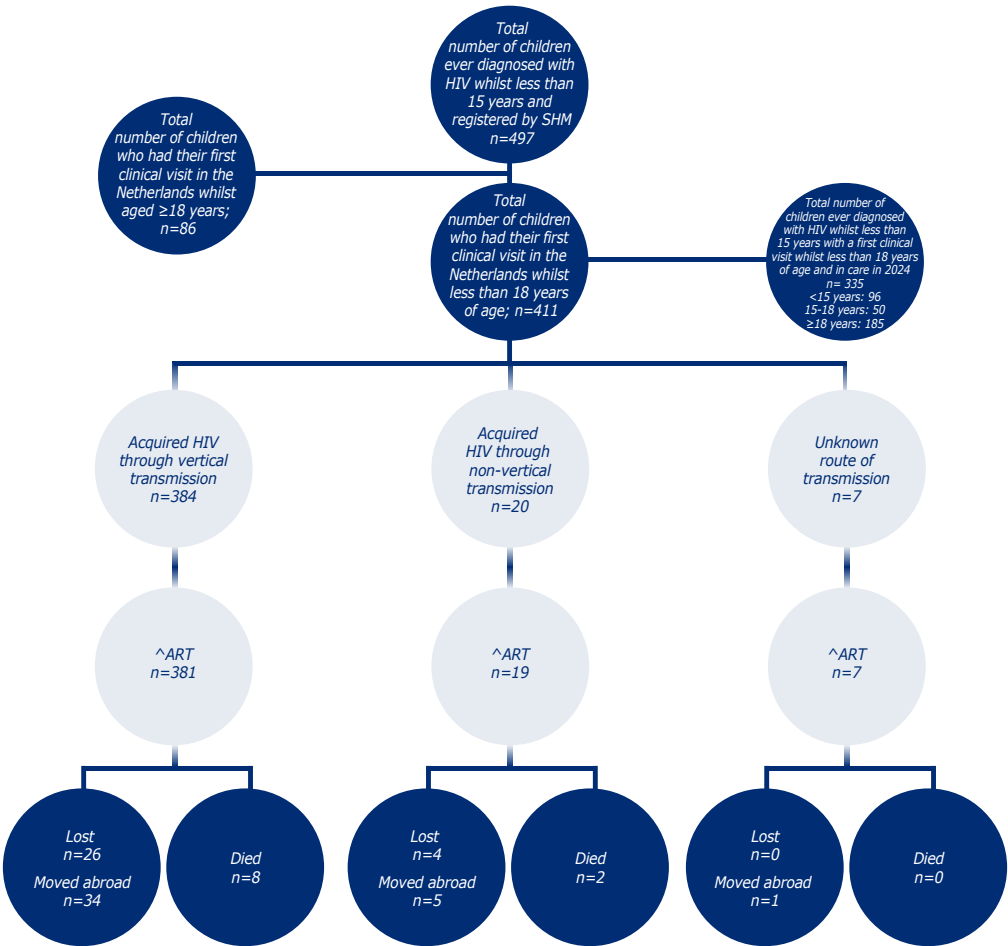 Total
number of children
ever diagnosed with
HIV whilst less than
15 years and
registered by SHM
n=497
Total
number of children
who had their first
clinical visit in the
Netherlands whilst
aged ≥18 years;
n=86
Total
number of children
who had their first
clinical visit in the
Netherlands whilst
less than 18 years
of age; n=411
Total number of
children ever diagnosed
with HIV whilst less than
15 years with a first clinical
visit whilst less than 18 years
of age and in care in 2024
n= 335
<15 years: 96
15-18 years: 50
≥18 years: 185
Acquired HIV
through vertical
transmission
n=384
Acquired
HIV through
non-vertical
transmission
n=20
Unknown
route of
transmission
n=7
^ART
n=381
^ART
n=19
^ART
n=7
Lost
n=26
Moved abroad
n=34
Died
n=8
Lost
n=4
Moved abroad
n=5
Died
n=2
Lost
n=0
Moved abroad
n=1
Died
n=0